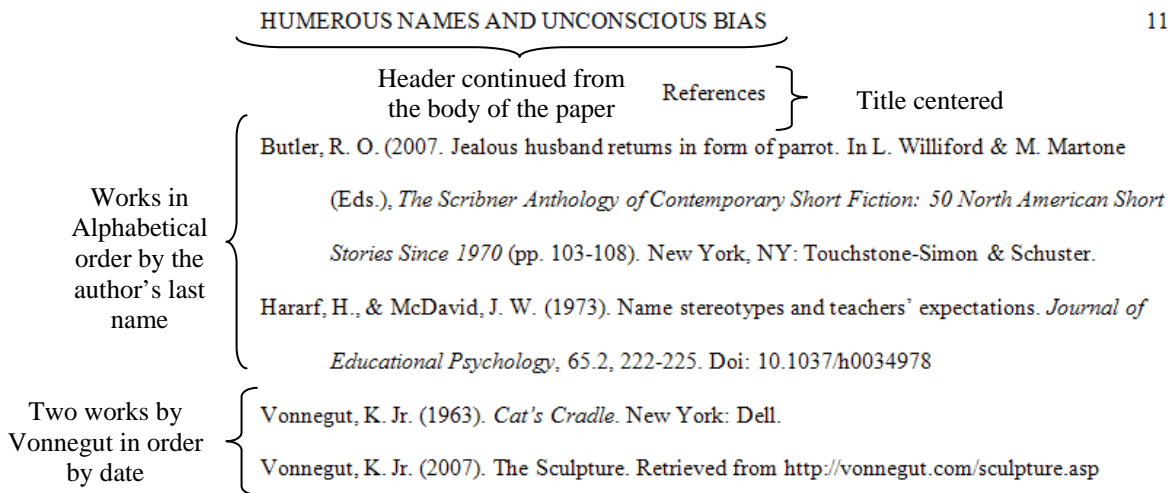 HUMEROUS NAMES AND UNCONSCIOUS BIAS 11
Header continued from
the body of the paper
References
Title centered
Works in
Alphabetical
order by the
author's last
name
Butler, R. O. (2007. Jealous husband returns in form of parrot. In L. Williford & M. Martone
(Eds.), The Scribner Anthology of Contemporary Short Fiction: 50 North American Short
Stories Since 1970 (pp. 103-108). New York, NY: Touchstone-Simon & Schuster.
Hararf, H., & McDavid, J. W. (1973). Name stereotypes and teachers' expectations. Journal of
Educational Psychology, 65.2, 222-225. Doi: 10.1037/h0034978
Two works by
Vonnegut in order
by date
Vonnegut, K. Jr. (1963). Cat's Cradle. New York: Dell.
Vonnegut, K. Jr. (2007). The Sculpture. Retrieved from http://vonnegut.com/sculpture.asp